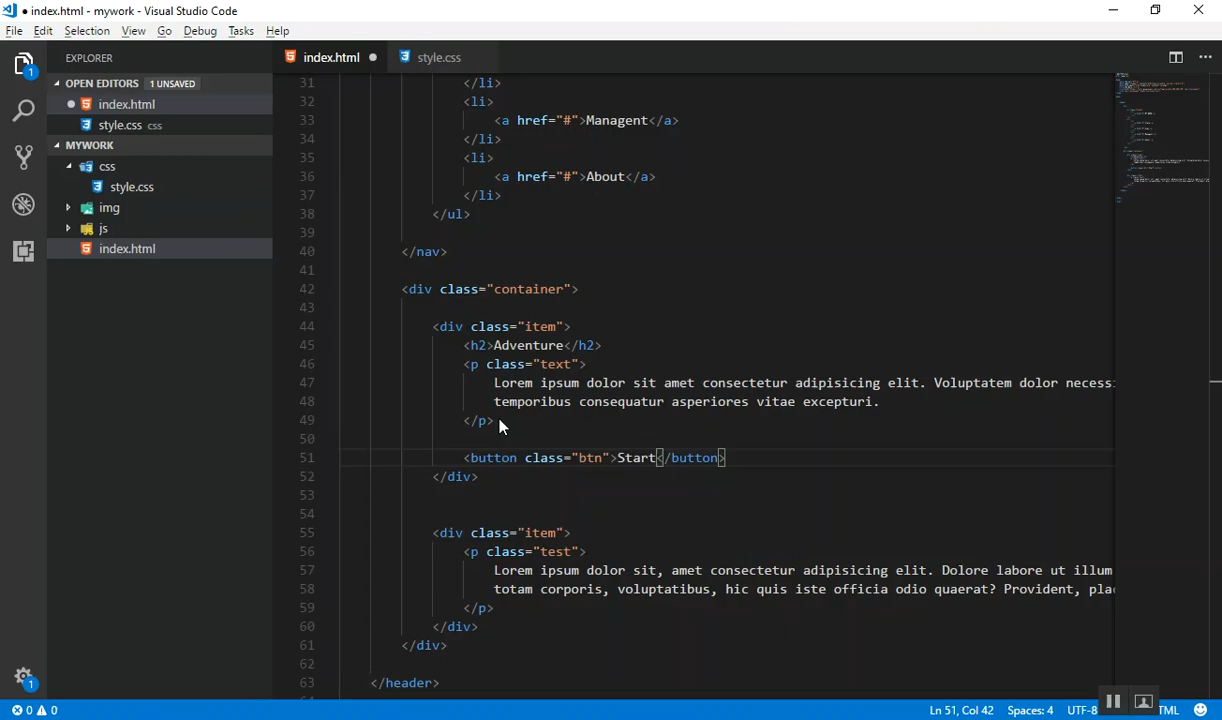 ● index.html - mywork - Visual Studio Code
File Edit Selection View Go Debug Tasks Help
EXPLORER
OPEN EDITORS 1 UNSAVED
index.html
style.css css
MYWORK
css
style.css
img
js
index.html
1
1
index.html
style.css
31 </li>
32 <li>
33 <a href="#">Managent</a>
34 </li>
35 <li>
36 <a href="#">About</a>
37 </li>
38 </ul>
39
40 </nav>
41
42 <div class="container">
43
44 <div class="item">
45 <h2>Adventure</h2>
46 <p class="text">
47 Lorem ipsum dolor sit amet consectetur adipisicing elit. Voluptatem dolor necess
48 temporibus consequatur asperiores vitae excepturi.
49 </p>
50
51 <button class="btn">Start</button>
52 </div>
53
54
55 <div class="item">
56 <p class="test">
57 Lorem ipsum dolor sit, amet consectetur adipisicing elit. Dolore labore ut illum
58 totam corporis, voluptatibus, hic quis iste officia odio quaerat? Provident, pla
59 </p>
60 </div>
61 </div>
62
63 </header>
0 0 Ln 51, Col 42 Spaces: 4 UTF-8 TML